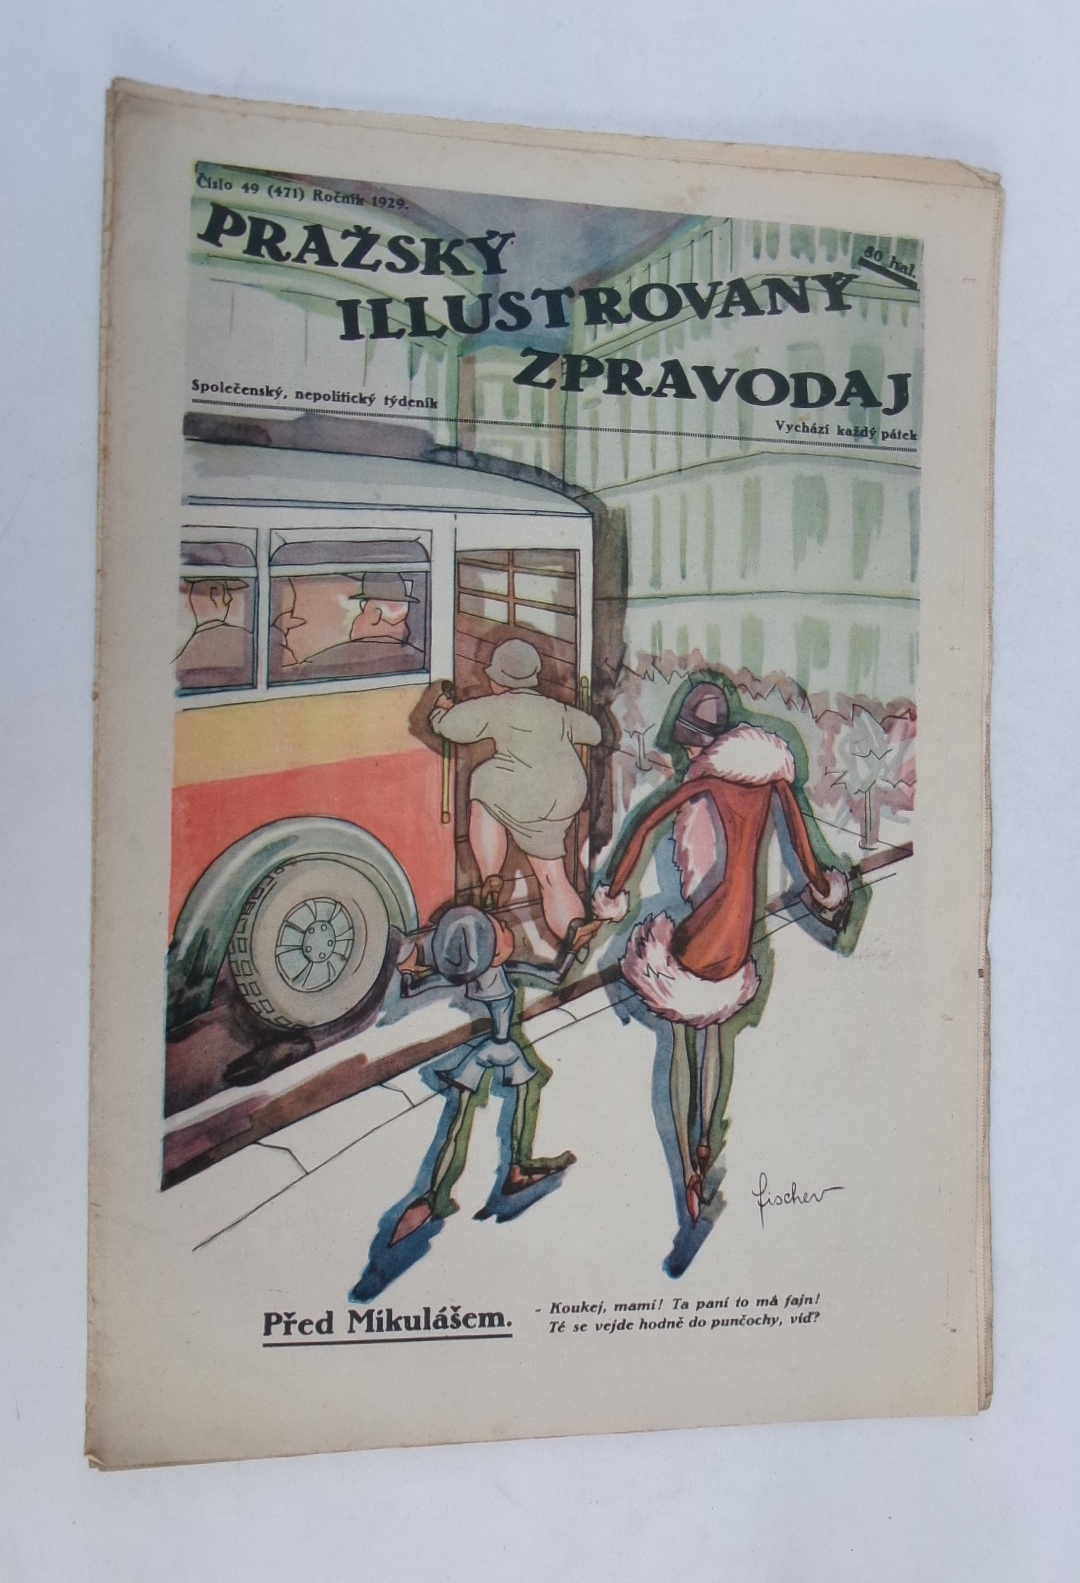 Číslo 49 (471) Ročník 1929.
80 hal.
PRAŽSKÝ
ILLUSTROVANÝ
ZPRAVODAJ
Společenský, nepolitický týdeník
Vychází každý pátek
fischer
Před Mikulášem.
- Koukej, mami! Ta paní to má fajn!
Té se vejde hodně do punčochy, viď?